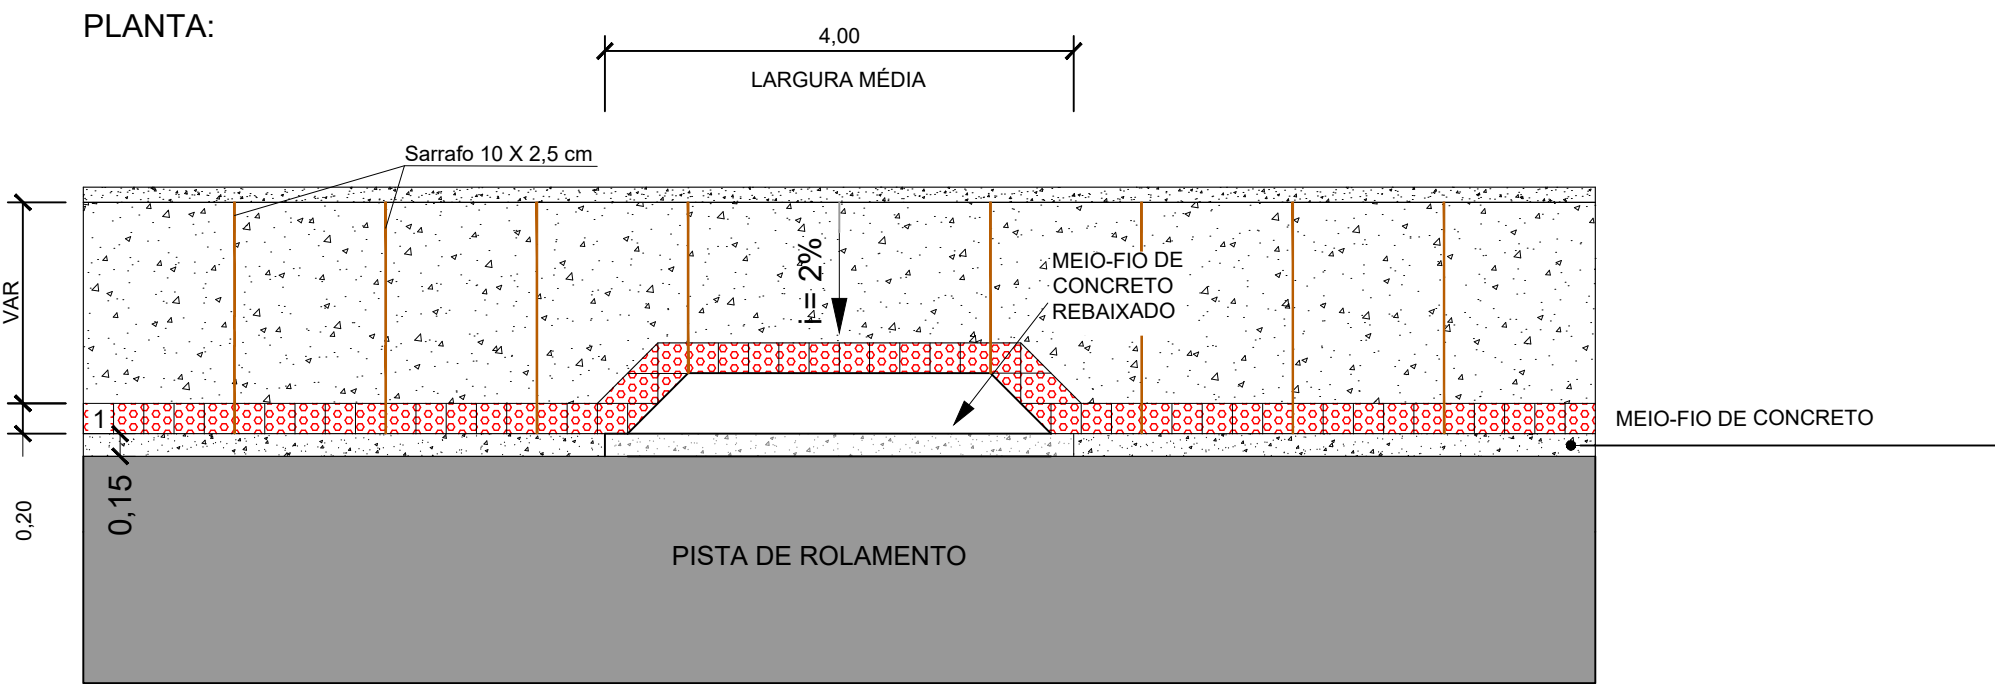 PLANTA:
4,00
LARGURA MÉDIA
Sarrafo 10 X 2,5 cm
VAR
i= 2%
MEIO-FIO DE
CONCRETO
REBAIXADO
1
MEIO-FIO DE CONCRETO
0,20
0,15
PISTA DE ROLAMENTO